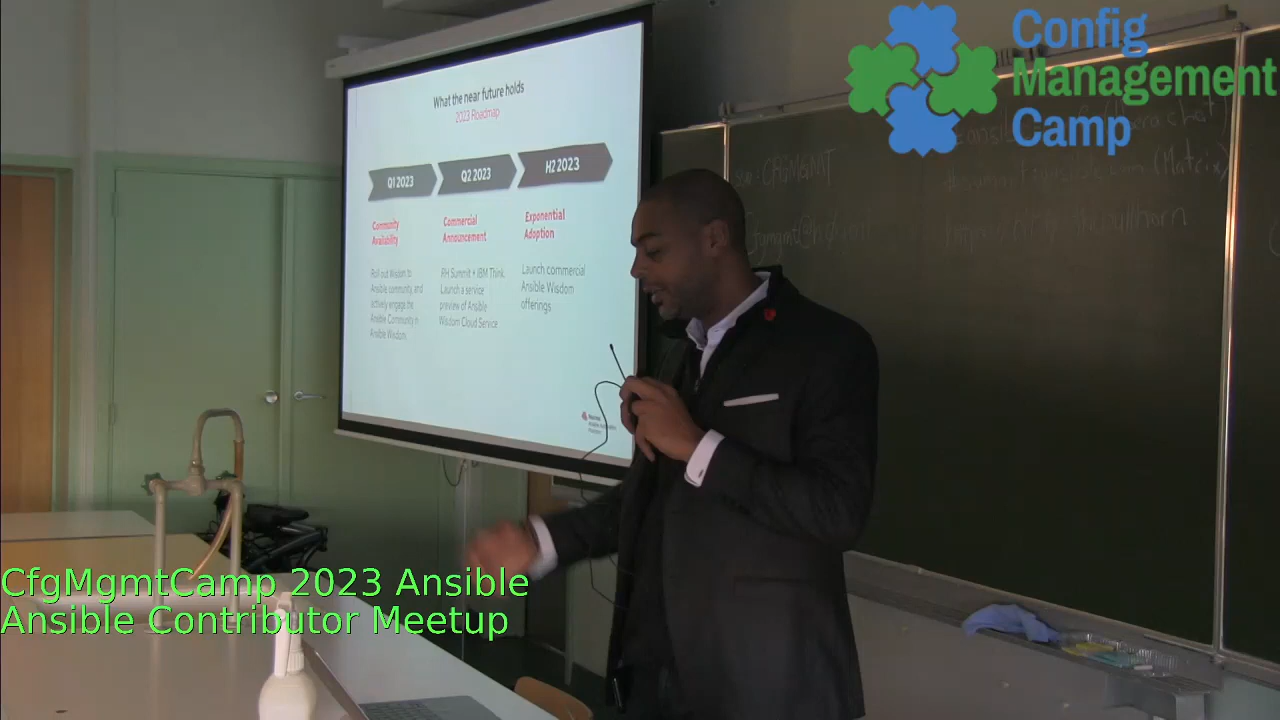 What the near future holds
2023 Roadmap
Q1 2023
Q2 2023
H2 2023
Community
Availability
Roll-out Wisdom to
Ansible community, and
actively engage the
Ansible Community in
Ansible Wisdom.
Commercial
Announcement
RH Summit + IBM Think.
Launch a service
preview of Ansible
Wisdom Cloud Service
Exponential
Adoption
Launch commercial
Ansible Wisdom
offerings
Config
Management
Camp
CFGMGMT
(Matrix)
CfgMgmtCamp 2023 Ansible
Ansible Contributor Meetup